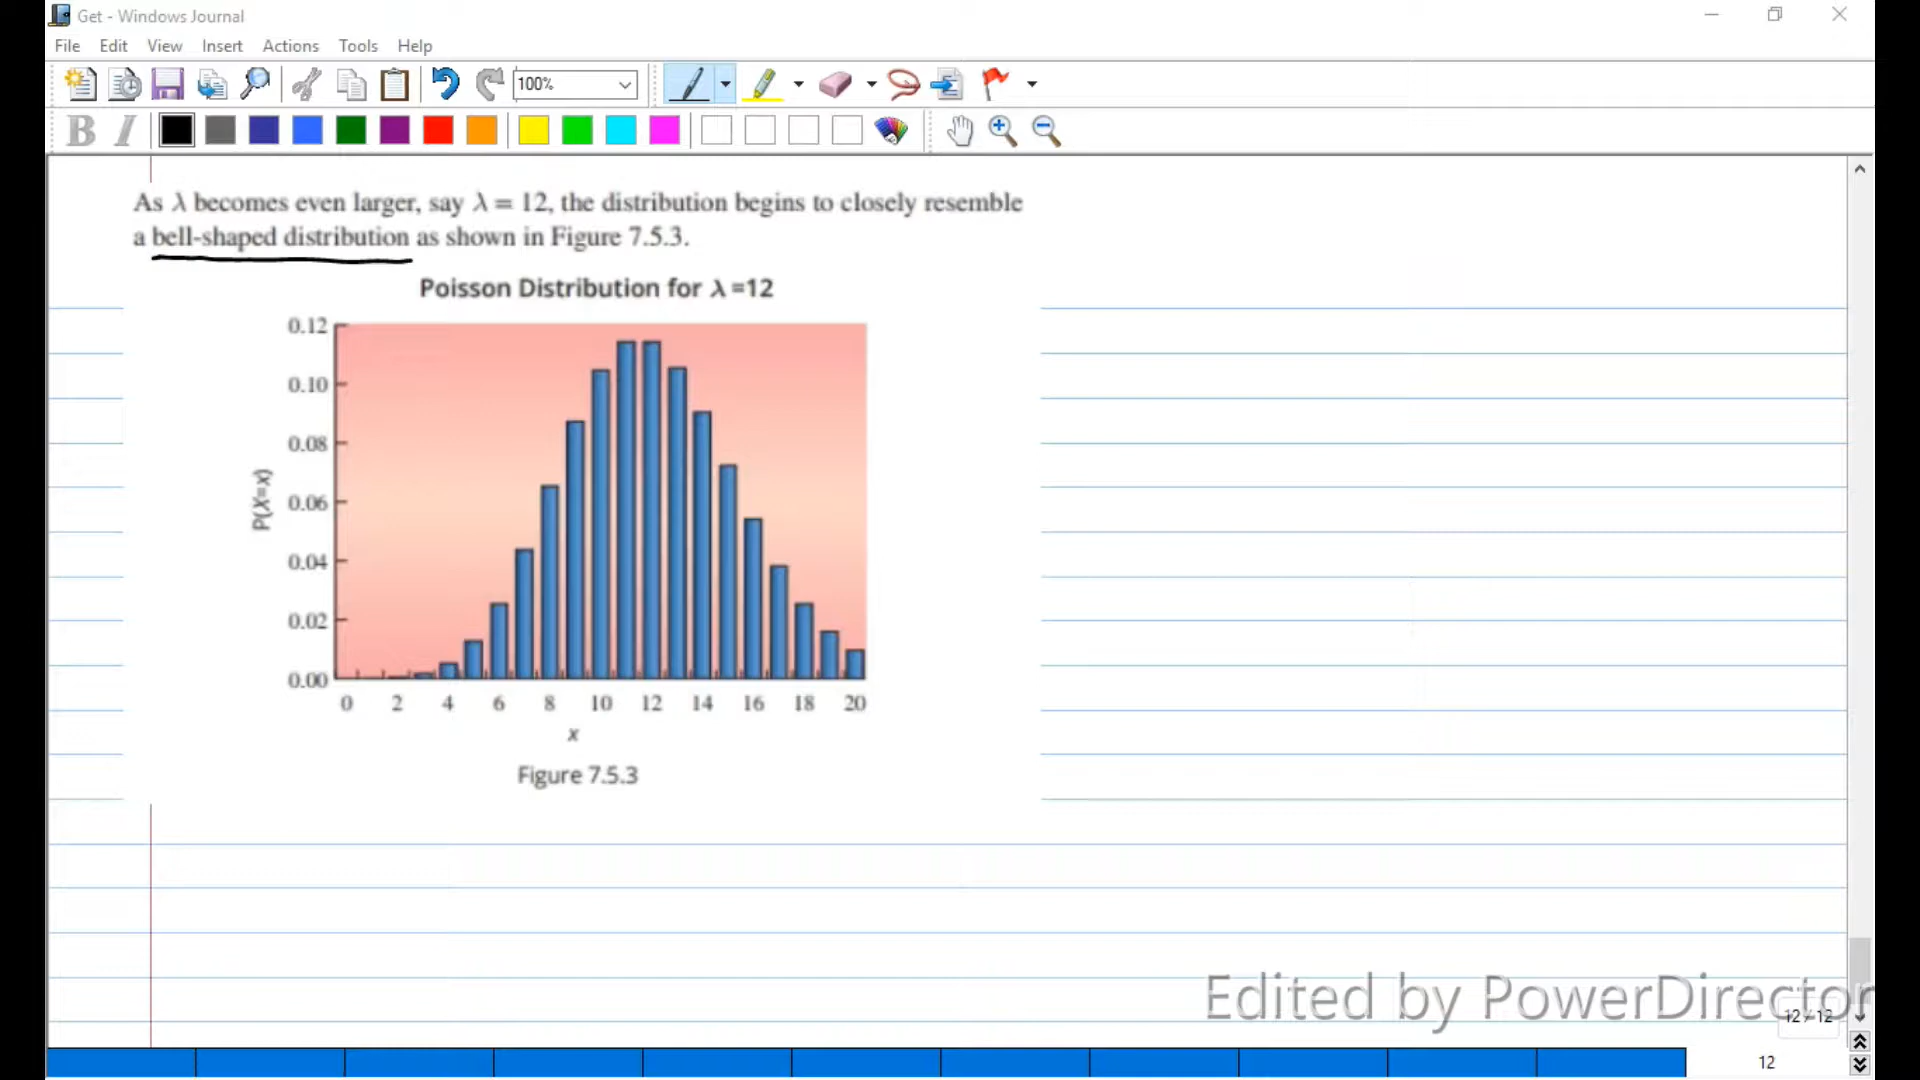 Get - Windows Journal
File Edit View Insert Actions Tools Help
100%
B I
As λ becomes even larger, say λ = 12, the distribution begins to closely resemble
a bell-shaped distribution as shown in Figure 7.5.3.
Poisson Distribution for λ =12
0.12
0.10
0.08
0.06
0.04
0.02
0.00
P(X=x)
0 2 4 6 8 10 12 14 16 18 20
x
Figure 7.5.3
Edited by PowerDirector
12 / 12
12